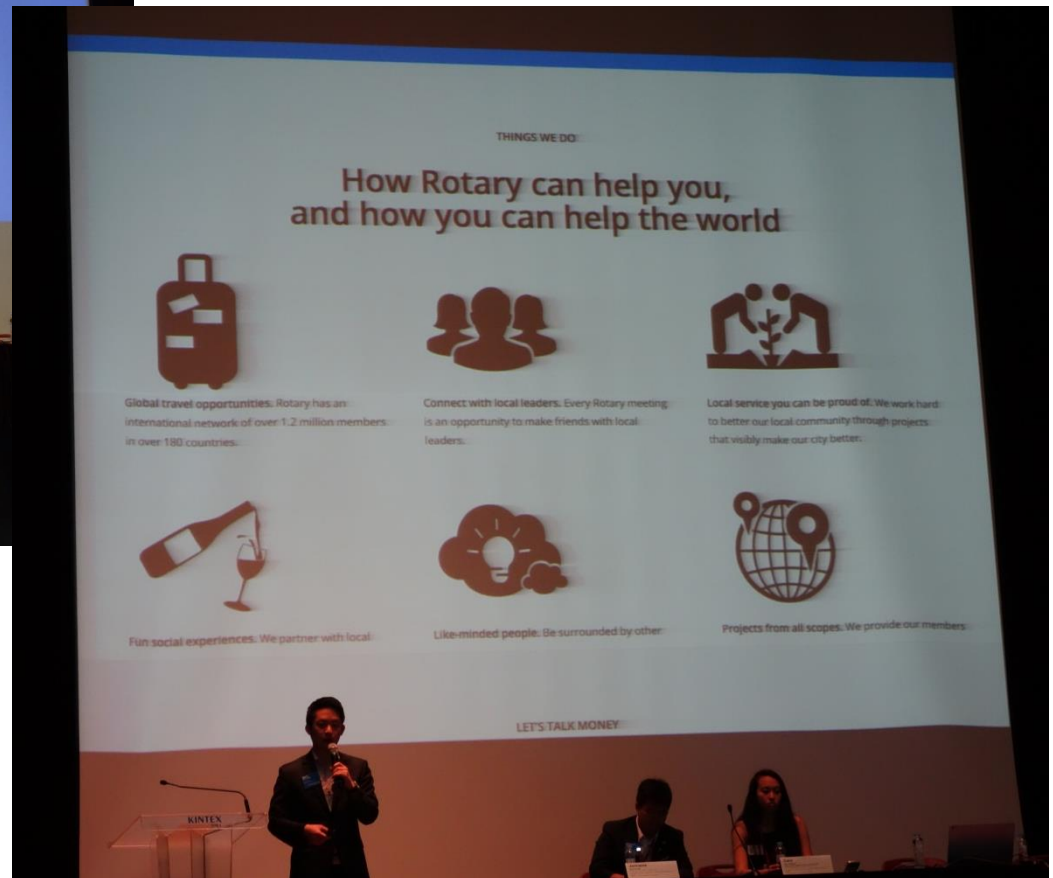 THINGS WE DO
How Rotary can help you,
and how you can help the world
Global travel opportunities. Rotary has an
international network of over 1.2 million members
in over 180 countries.
Connect with local leaders. Every Rotary meeting
is an opportunity to make friends with local
leaders.
Local service you can be proud of. We work hard
to better our local community through projects
that visibly make our city better.
Fun social experiences. We partner with local
Like-minded people. Be surrounded by other
Projects from all scopes. We provide our members
LET'S TALK MONEY
KINTEX